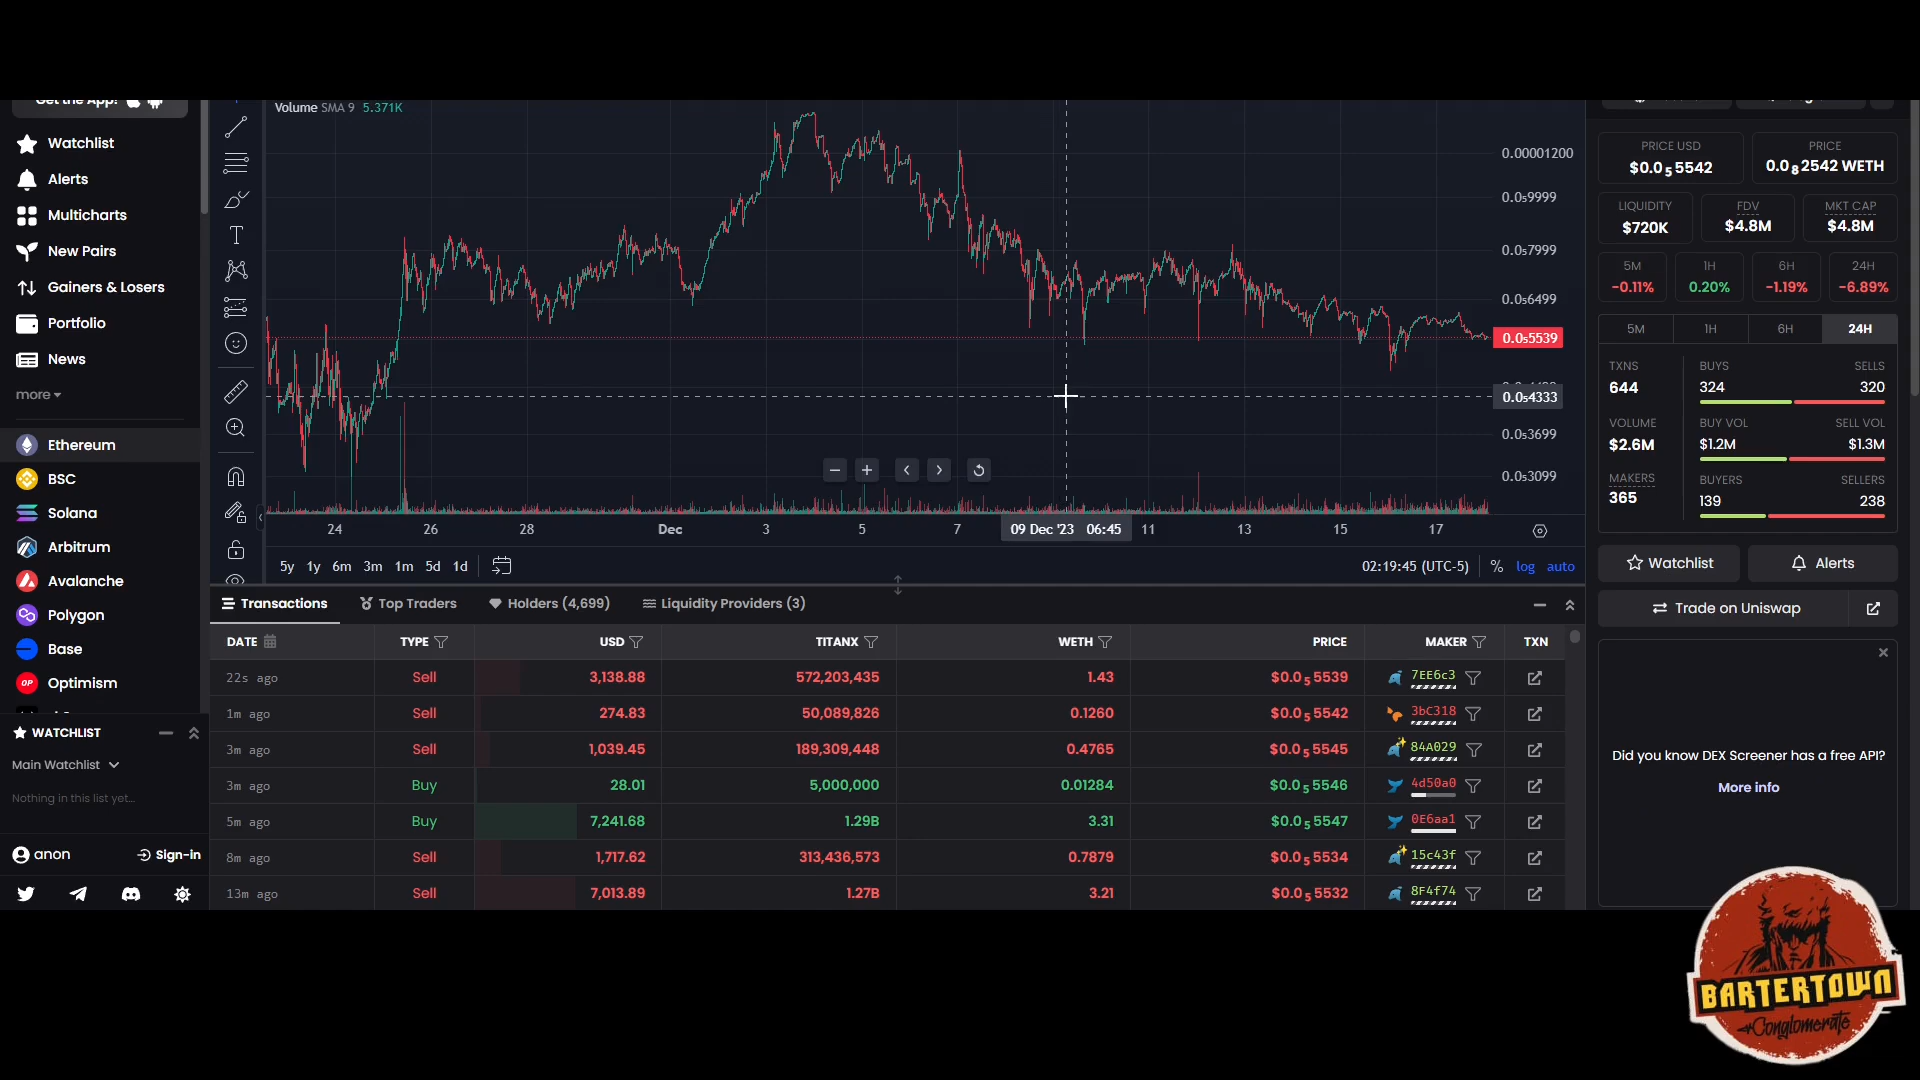 Get the App!
Watchlist
Alerts
Multicharts
New Pairs
Gainers & Losers
Portfolio
News
more
Ethereum
BSC
Solana
Arbitrum
Avalanche
Polygon
Base
OP Optimism
WATCHLIST
Main Watchlist
Nothing in this list yet...
anon Sign-in
Volume SMA 9 5.371K
0.00001200
0.0₅9999
0.0₅7999
0.0₅6499
0.0₅5539
0.0₅4333
0.0₅3699
0.0₅3099
24 26 28 Dec 3 5 7 09 Dec '23 06:45 11 13 15 17
5y 1y 6m 3m 1m 5d 1d 02:19:45 (UTC-5) % log auto
Transactions Top Traders Holders (4,699) Liquidity Providers (3)
DATE TYPE USD TITANX WETH PRICE MAKER TXN
22s ago Sell 3,138.88 572,203,435 1.43 $0.0₅5539 7EE6c3
1m ago Sell 274.83 50,089,826 0.1260 $0.0₅5542 3bC318
3m ago Sell 1,039.45 189,309,448 0.4765 $0.0₅5545 84A029
3m ago Buy 28.01 5,000,000 0.01284 $0.0₅5546 4d50a0
5m ago Buy 7,241.68 1.29B 3.31 $0.0₅5547 0E6aa1
8m ago Sell 1,717.62 313,436,573 0.7879 $0.0₅5534 15c43f
13m ago Sell 7,013.89 1.27B 3.21 $0.0₅5532 8F4f74
PRICE USD PRICE
$0.0₅5542 0.0₈2542 WETH
LIQUIDITY FDV MKT CAP
$720K $4.8M $4.8M
5M 1H 6H 24H
-0.11% 0.20% -1.19% -6.89%
5M 1H 6H 24H
TXNS BUYS SELLS
644 324 320
VOLUME BUY VOL SELL VOL
$2.6M $1.2M $1.3M
MAKERS BUYERS SELLERS
365 139 238
Watchlist Alerts
Trade on Uniswap
Did you know DEX Screener has a free API?
More info
BARTERTOWN
Conglomerate